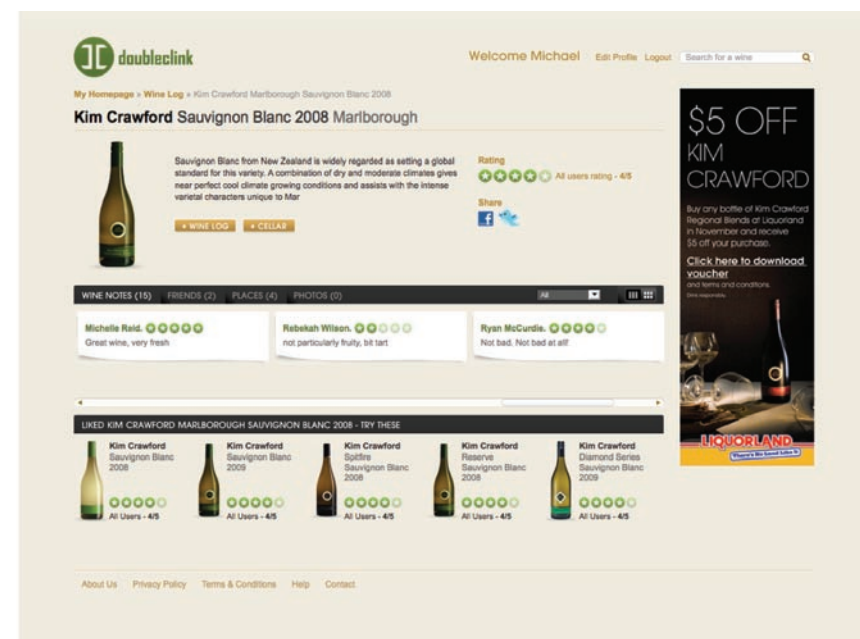 doubleclink
Welcome Michael Edit Profile Logout Search for a wine
My Homepage » Wine Log » Kim Crawford Marlborough Sauvignon Blanc 2008
Kim Crawford Sauvignon Blanc 2008 Marlborough
Sauvignon Blanc from New Zealand is widely regarded as setting a global
standard for this variety. A combination of dry and moderate climates gives
near perfect cool climate growing conditions and assists with the intense
varietal characters unique to Mar
+ WINE LOG + CELLAR
Rating
All users rating - 4/5
Share
$5 OFF
KIM
CRAWFORD
Buy any bottle of Kim Crawford
Regional Blends at Liquorland
in November and receive
$5 off your purchase.
Click here to download
voucher
and terms and conditions.
Drink responsibly.
LIQUORLAND
There's No Land Like It
WINE NOTES (15) FRIENDS (2) PLACES (4) PHOTOS (0) All
Michelle Reid.
Great wine, very fresh
Rebekah Wilson.
not particularly fruity, bit tart
Ryan McCurdie.
Not bad. Not bad at all!
LIKED KIM CRAWFORD MARLBOROUGH SAUVIGNON BLANC 2008 - TRY THESE
Kim Crawford
Sauvignon Blanc
2008
All Users - 4/5
Kim Crawford
Sauvignon Blanc
2009
All Users - 4/5
Kim Crawford
Spitfire
Sauvignon Blanc
2008
All Users - 4/5
Kim Crawford
Reserve
Sauvignon Blanc
2008
All Users - 4/5
Kim Crawford
Diamond Series
Sauvignon Blanc
2009
All Users - 4/5
About Us Privacy Policy Terms & Conditions Help Contact